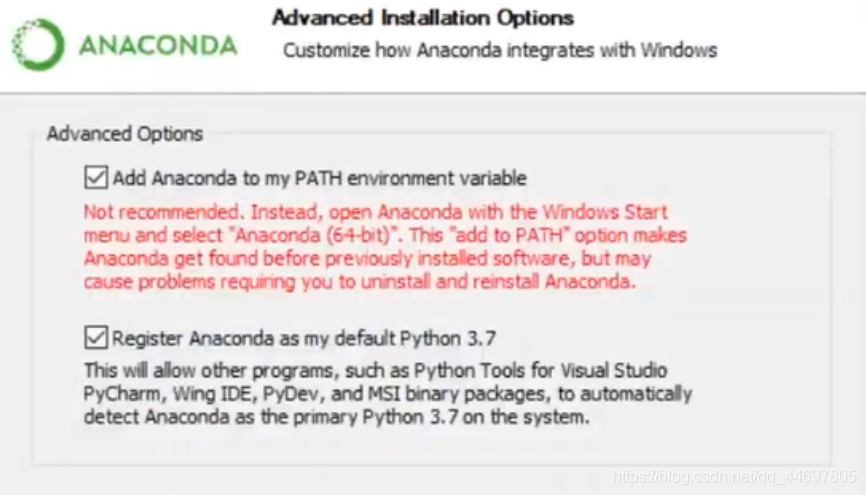 Advanced Installation Options
ANACONDA
Customize how Anaconda integrates with Windows
Advanced Options
Add Anaconda to my PATH environment variable
Not recommended. Instead, open Anaconda with the Windows Start
menu and select "Anaconda (64-bit)". This "add to PATH" option makes
Anaconda get found before previously installed software, but may
cause problems requiring you to uninstall and reinstall Anaconda.
Register Anaconda as my default Python 3.7
This will allow other programs, such as Python Tools for Visual Studio
PyCharm, Wing IDE, PyDev, and MSI binary packages, to automatically
detect Anaconda as the primary Python 3.7 on the system.
https://blog.csdn.net/qq_44697805